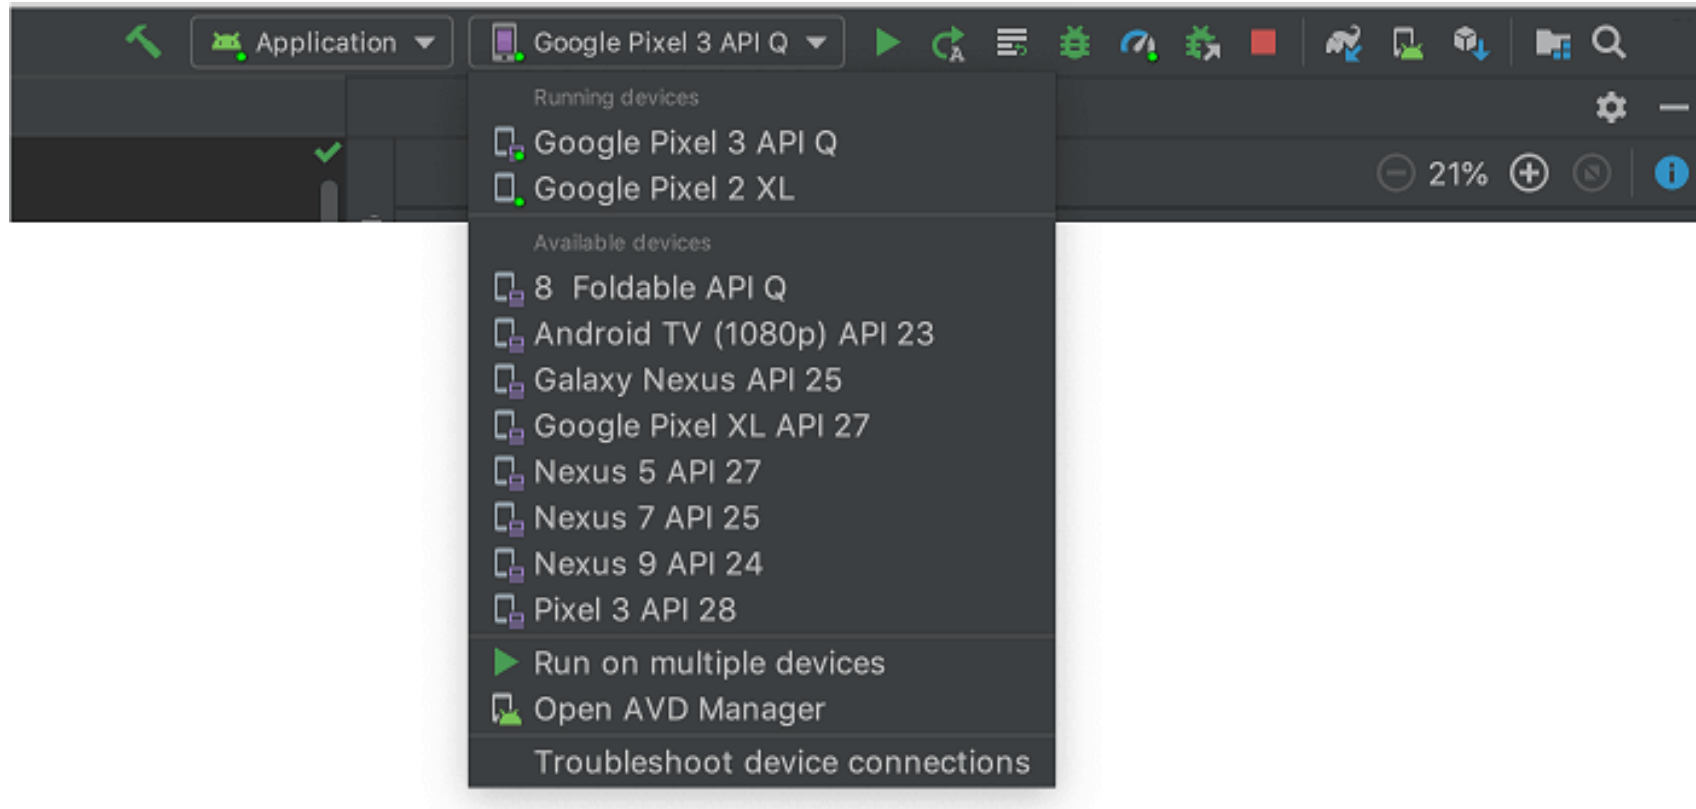 Application
Google Pixel 3 API Q
Running devices
Google Pixel 3 API Q
21%
Google Pixel 2 XL
Available devices
8  Foldable API Q
Android TV (1080p) API 23
Galaxy Nexus API 25
Google Pixel XL API 27
Nexus 5 API 27
Nexus 7 API 25
Nexus 9 API 24
Pixel 3 API 28
Run on multiple devices
Open AVD Manager
Troubleshoot device connections